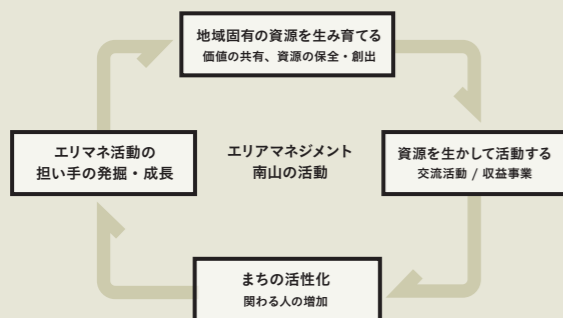 地域固有の資源を生み育てる
価値の共有、資源の保全・創出
エリマネ活動の
担い手の発掘・成長
エリアマネジメント
南山の活動
資源を生かして活動する
交流活動 / 収益事業
まちの活性化
関わる人の増加